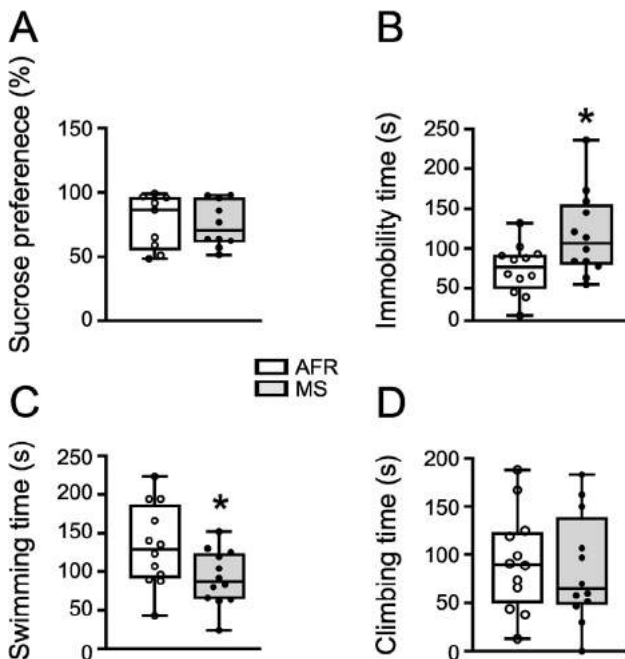 A
Sucrose preferenece (%)
150
100
50
0
B
*
Immobility time (s)
250
200
150
100
50
0
AFR
MS
C
*
Swimming time (s)
250
200
150
100
50
0
D
Climbing time (s)
200
150
100
50
0